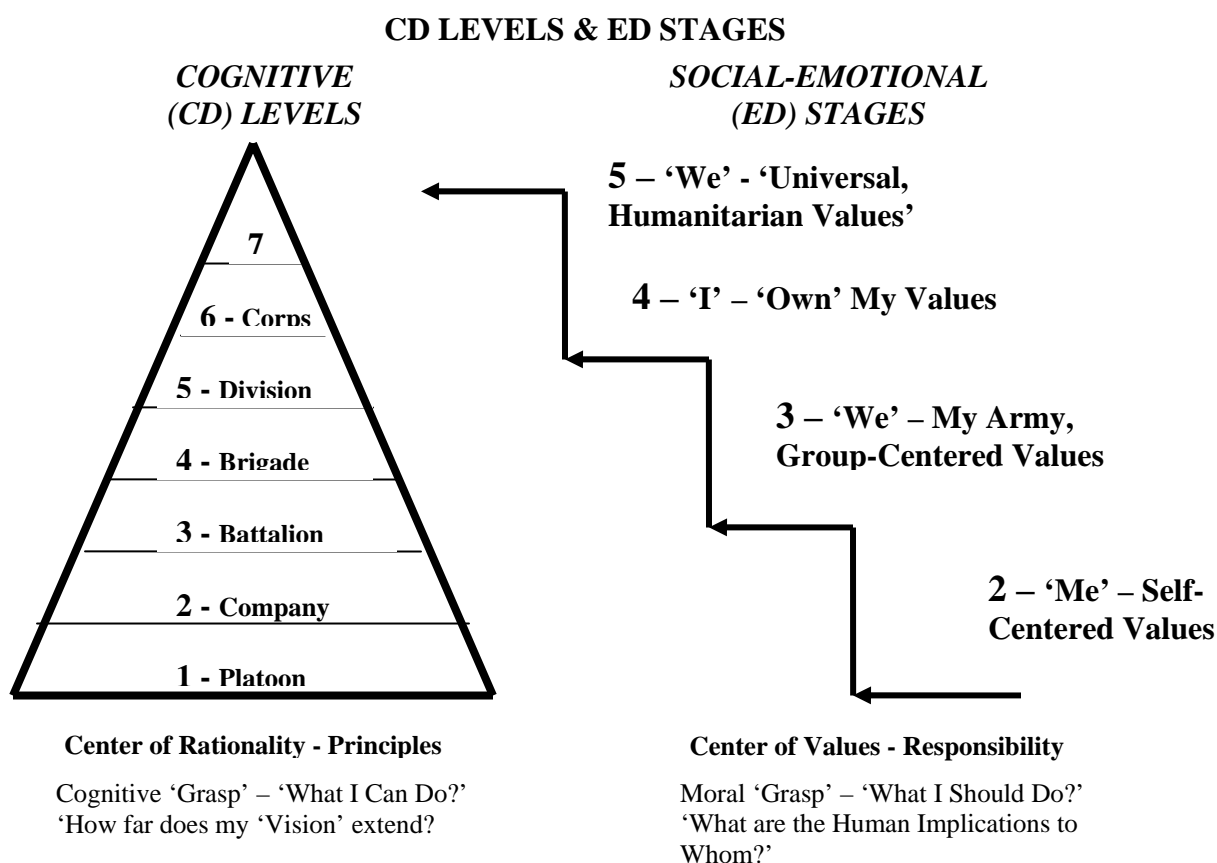 CD LEVELS & ED STAGES
COGNITIVE
(CD) LEVELS
7
6 - Corps
5 - Division
4 - Brigade
3 - Battalion
2 - Company
1 - Platoon
Center of Rationality - Principles
Cognitive ‘Grasp’ – ‘What I Can Do?’
‘How far does my ‘Vision’ extend?
SOCIAL-EMOTIONAL
(ED) STAGES
5 – ‘We’ - ‘Universal,
Humanitarian Values’
4 – ‘I’ – ‘Own’ My Values
3 – ‘We’ – My Army,
Group-Centered Values
2 – ‘Me’ – Self-
Centered Values
Center of Values - Responsibility
Moral ‘Grasp’ – ‘What I Should Do?’
‘What are the Human Implications to
Whom?’